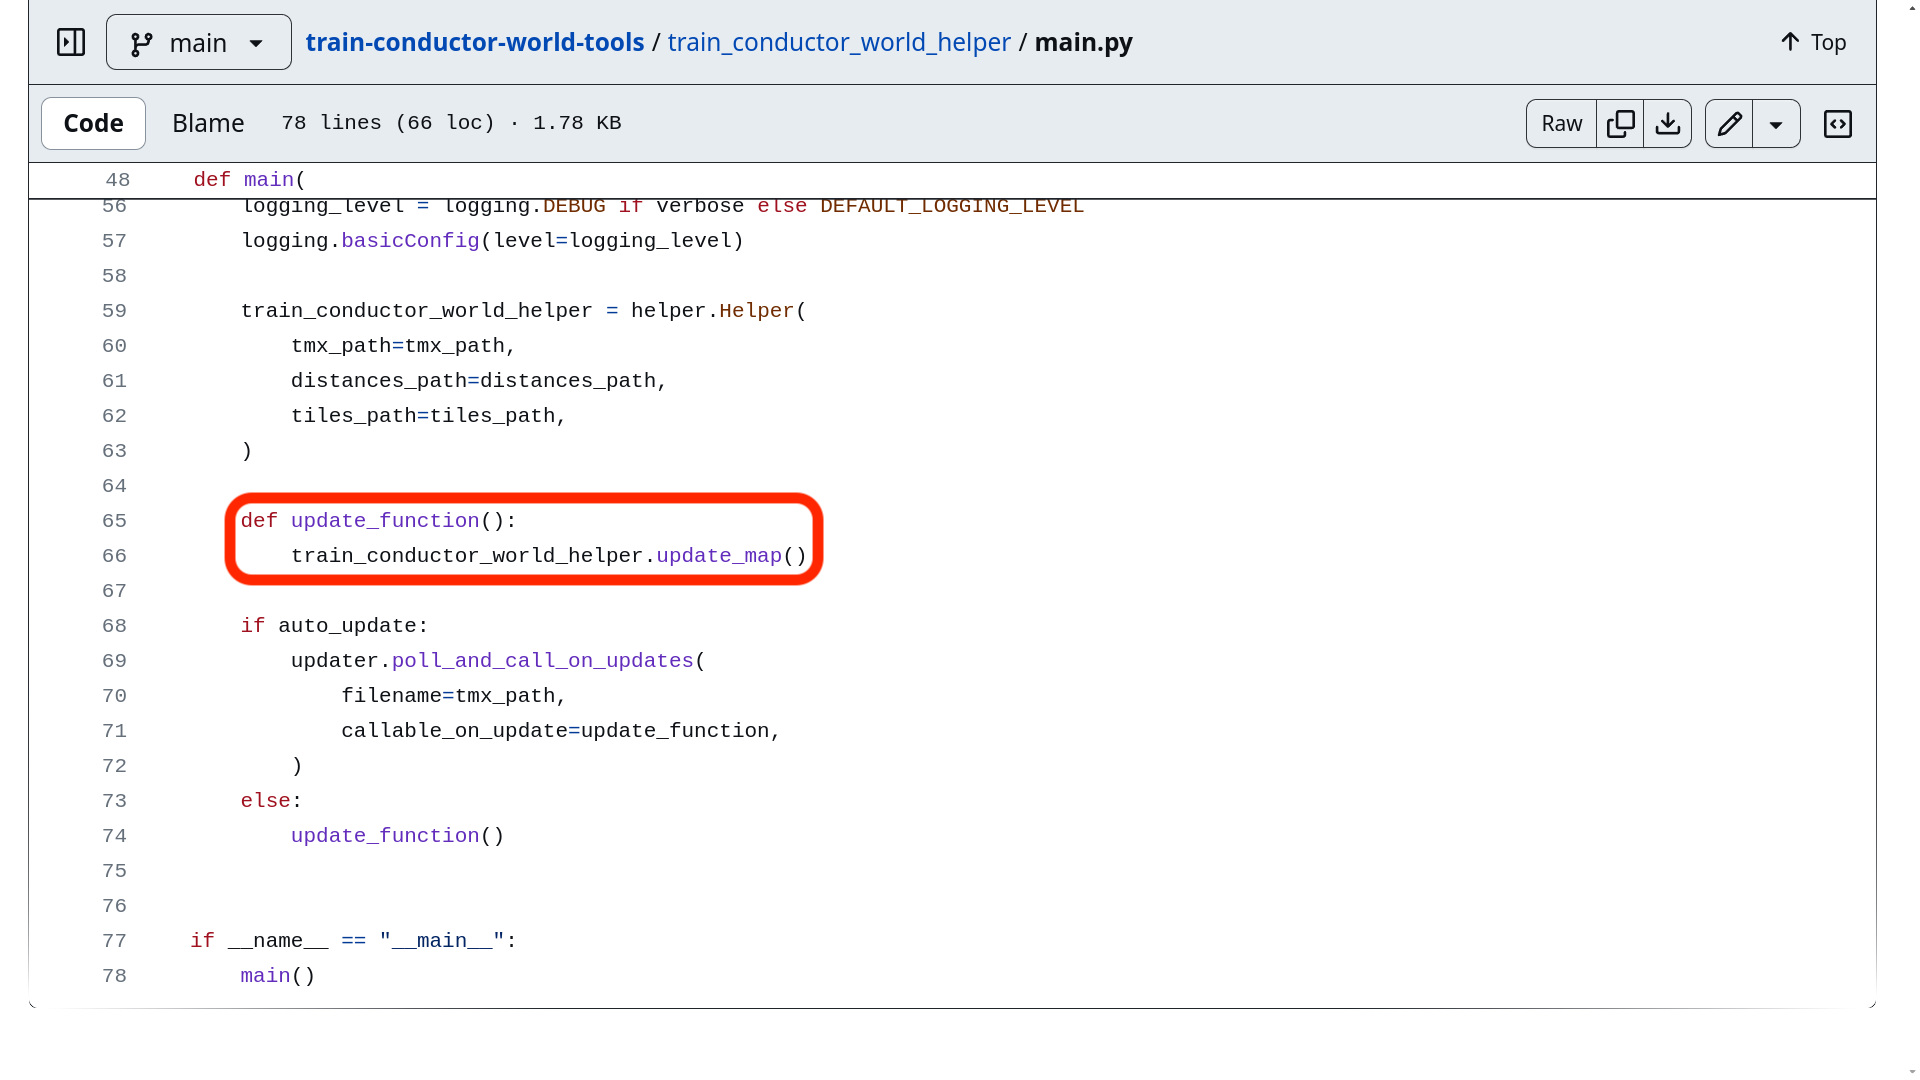 main train-conductor-world-tools / train_conductor_world_helper / main.py Top
Code Blame 78 lines (66 loc) · 1.78 KB Raw
48 def main(
56 logging_level = logging.DEBUG if verbose else DEFAULT_LOGGING_LEVEL
57 logging.basicConfig(level=logging_level)
58
59 train_conductor_world_helper = helper.Helper(
60 tmx_path=tmx_path,
61 distances_path=distances_path,
62 tiles_path=tiles_path,
63 )
64
65 def update_function():
66 train_conductor_world_helper.update_map()
67
68 if auto_update:
69 updater.poll_and_call_on_updates(
70 filename=tmx_path,
71 callable_on_update=update_function,
72 )
73 else:
74 update_function()
75
76
77 if __name__ == "__main__":
78 main()